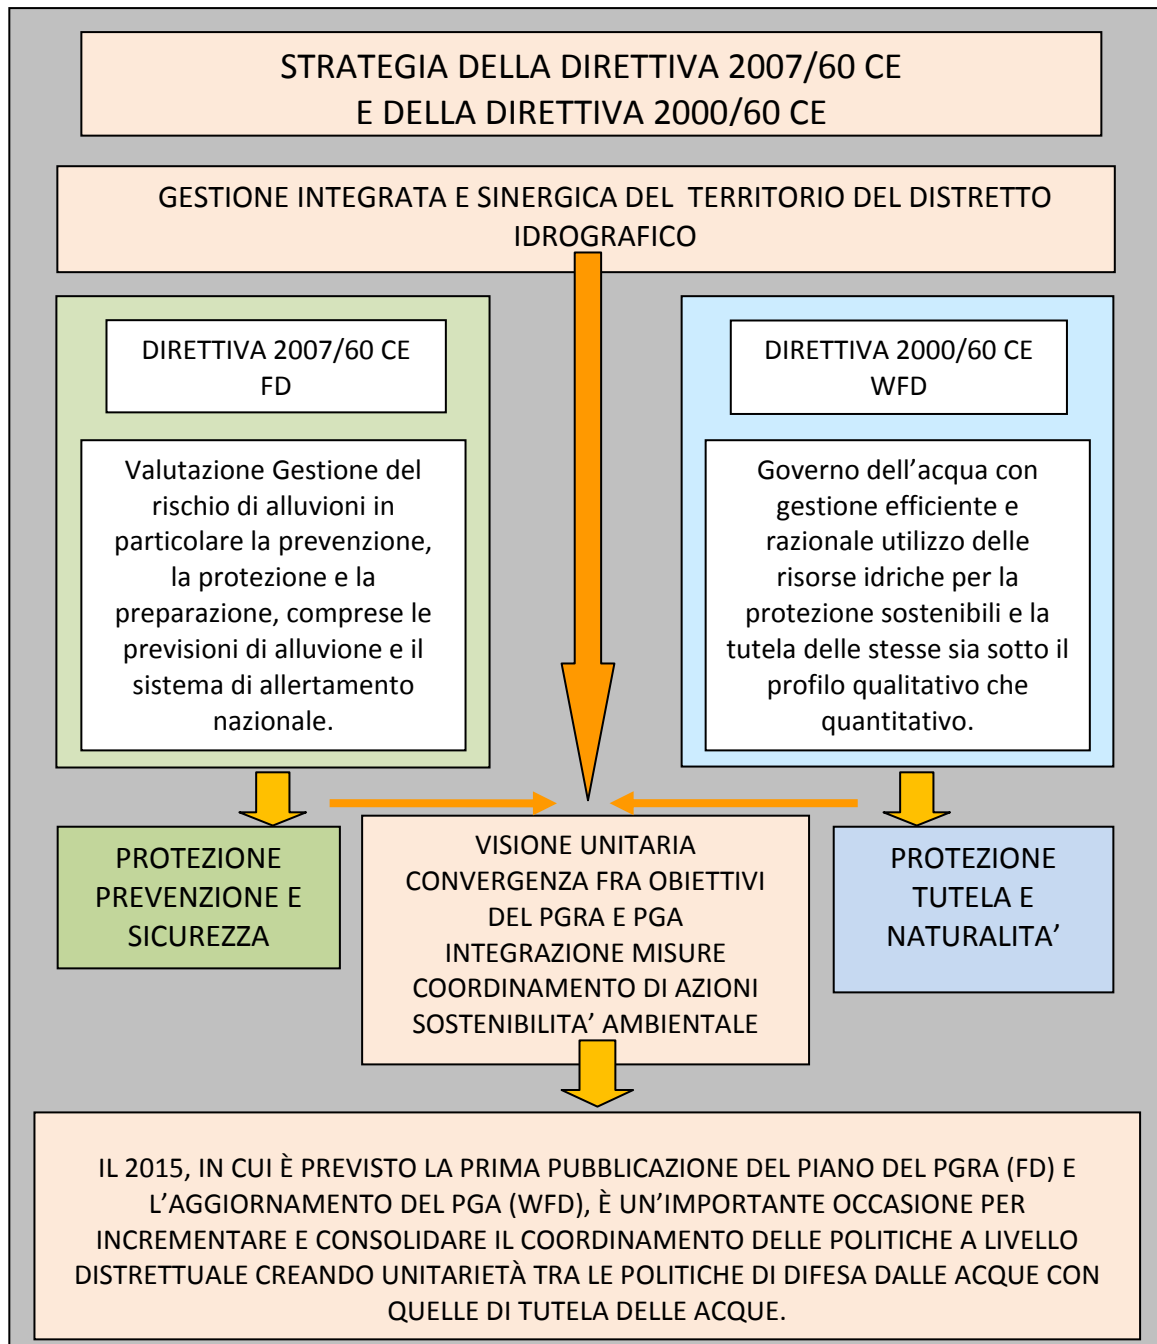 STRATEGIA DELLA DIRETTIVA 2007/60 CE
E DELLA DIRETTIVA 2000/60 CE
GESTIONE INTEGRATA E SINERGICA DEL TERRITORIO DEL DISTRETTO
IDROGRAFICO
DIRETTIVA 2007/60 CE
FD
Valutazione Gestione del
rischio di alluvioni in
particolare la prevenzione,
la protezione e la
preparazione, comprese le
previsioni di alluvione e il
sistema di allertamento
nazionale.
DIRETTIVA 2000/60 CE
WFD
Governo dell’acqua con
gestione efficiente e
razionale utilizzo delle
risorse idriche per la
protezione sostenibili e la
tutela delle stesse sia sotto il
profilo qualitativo che
quantitativo.
PROTEZIONE
PREVENZIONE E
SICUREZZA
VISIONE UNITARIA
CONVERGENZA FRA OBIETTIVI
DEL PGRA E PGA
INTEGRAZIONE MISURE
COORDINAMENTO DI AZIONI
SOSTENIBILITA’ AMBIENTALE
PROTEZIONE
TUTELA E
NATURALITA’
IL 2015, IN CUI È PREVISTO LA PRIMA PUBBLICAZIONE DEL PIANO DEL PGRA (FD) E
L’AGGIORNAMENTO DEL PGA (WFD), È UN’IMPORTANTE OCCASIONE PER
INCREMENTARE E CONSOLIDARE IL COORDINAMENTO DELLE POLITICHE A LIVELLO
DISTRETTUALE CREANDO UNITARIETÀ TRA LE POLITICHE DI DIFESA DALLE ACQUE CON
QUELLE DI TUTELA DELLE ACQUE.